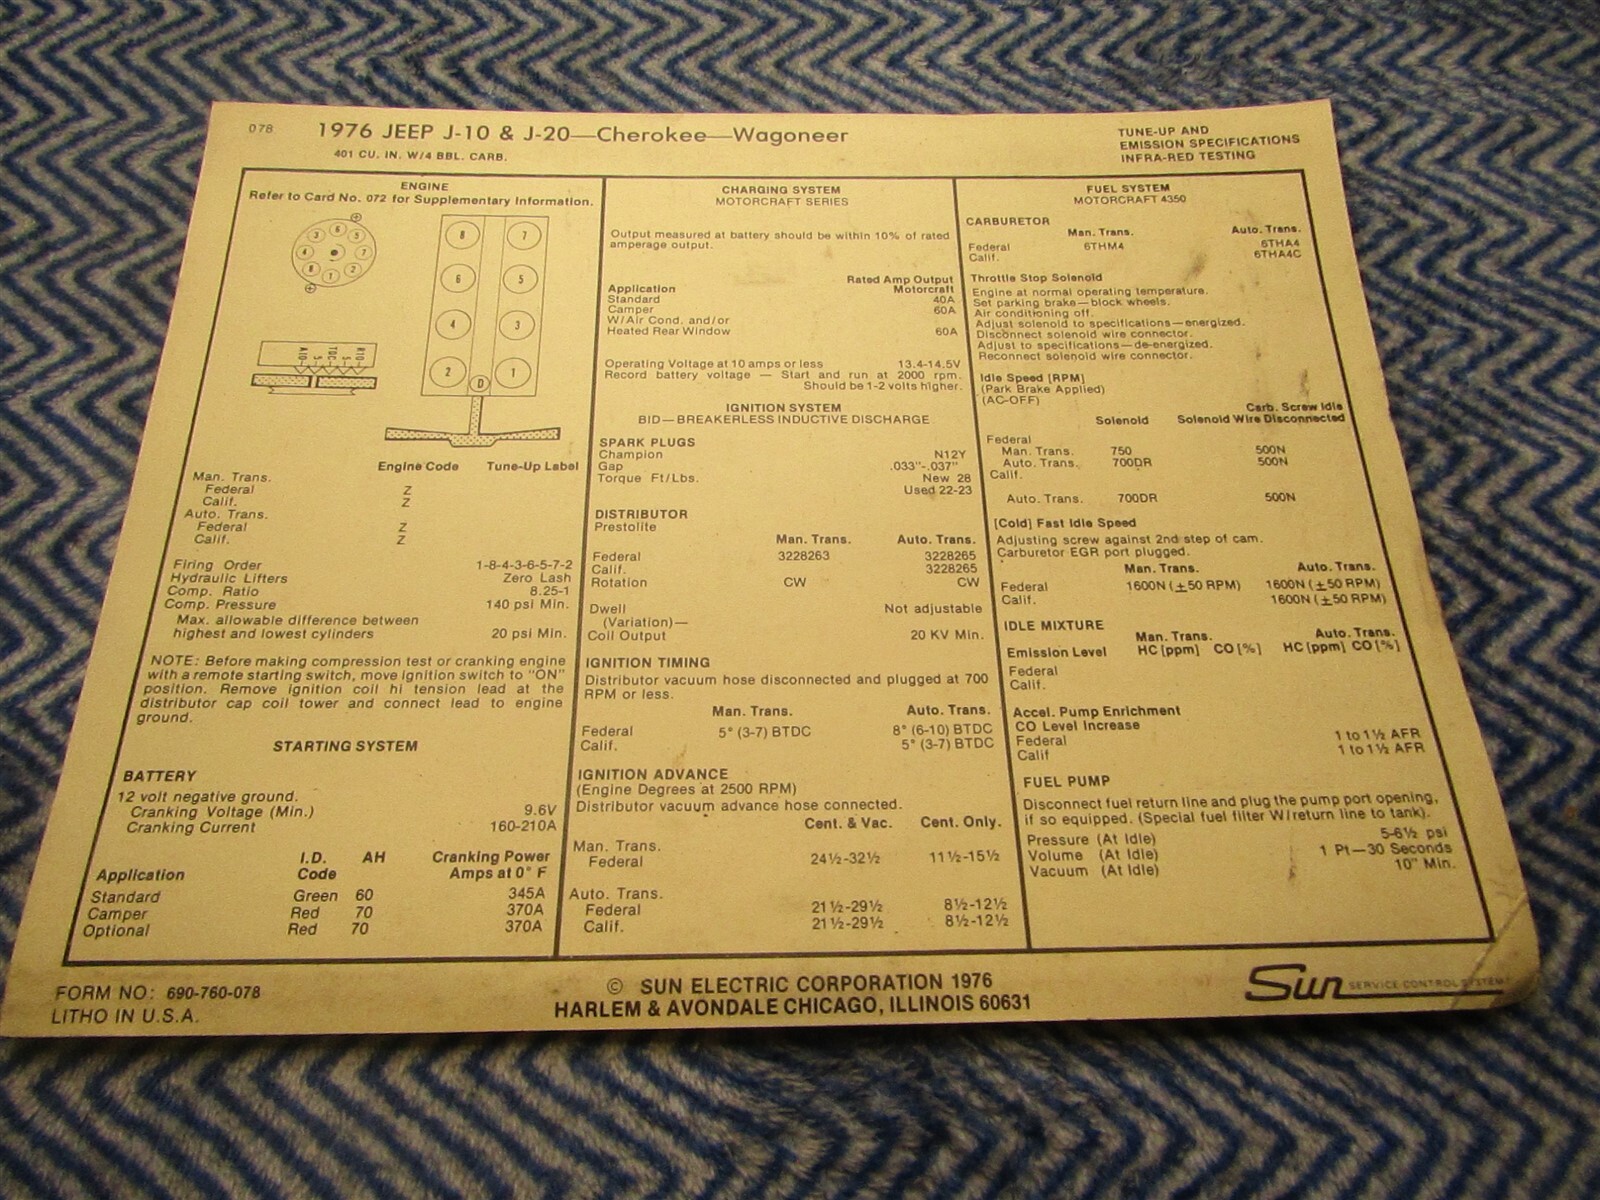 078
1976 JEEP J-10 & J-20—Cherokee—Wagoneer
401 CU. IN. W/4 BBL. CARB.
TUNE-UP AND
EMISSION SPECIFICATIONS
INFRA-RED TESTING
ENGINE
Refer to Card No. 072 for Supplementary Information.
3 6 5
4 7
8 1 2
8 7
6 5
4 3
2 D 1
A10 5 TDC 5 R10
Engine Code Tune-Up Label
Man. Trans.
Federal Z
Calif. Z
Auto. Trans.
Federal Z
Calif. Z
Firing Order 1-8-4-3-6-5-7-2
Hydraulic Lifters Zero Lash
Comp. Ratio 8.25-1
Comp. Pressure 140 psi Min.
Max. allowable difference between
highest and lowest cylinders 20 psi Min.
NOTE: Before making compression test or cranking engine
with a remote starting switch, move ignition switch to "ON"
position. Remove ignition coil hi tension lead at the
distributor cap coil tower and connect lead to engine
ground.
STARTING SYSTEM
BATTERY
12 volt negative ground.
Cranking Voltage (Min.) 9.6V
Cranking Current 160-210A
I.D. AH Cranking Power
Application Code Amps at 0° F
Standard Green 60 345A
Camper Red 70 370A
Optional Red 70 370A
CHARGING SYSTEM
MOTORCRAFT SERIES
Output measured at battery should be within 10% of rated
amperage output.
Rated Amp Output
Application Motorcraft
Standard 40A
Camper 60A
W/Air Cond. and/or
Heated Rear Window 60A
Operating Voltage at 10 amps or less 13.4-14.5V
Record battery voltage — Start and run at 2000 rpm.
Should be 1-2 volts higher.
IGNITION SYSTEM
BID—BREAKERLESS INDUCTIVE DISCHARGE
SPARK PLUGS
Champion N12Y
Gap .033"-.037"
Torque Ft/Lbs. New 28
Used 22-23
DISTRIBUTOR
Prestolite
Man. Trans. Auto. Trans.
Federal 3228263 3228265
Calif. 3228265
Rotation CW CW
Dwell Not adjustable
(Variation)—
Coil Output 20 KV Min.
IGNITION TIMING
Distributor vacuum hose disconnected and plugged at 700
RPM or less.
Man. Trans. Auto. Trans.
Federal 5° (3-7) BTDC 8° (6-10) BTDC
Calif. 5° (3-7) BTDC
IGNITION ADVANCE
(Engine Degrees at 2500 RPM)
Distributor vacuum advance hose connected.
Cent. & Vac. Cent. Only.
Man. Trans.
Federal 24½-32½ 11½-15½
Auto. Trans.
Federal 21½-29½ 8½-12½
Calif. 21½-29½ 8½-12½
FUEL SYSTEM
MOTORCRAFT 4350
CARBURETOR
Man. Trans. Auto. Trans.
Federal 6THM4 6THA4
Calif. 6THA4C
Throttle Stop Solenoid
Engine at normal operating temperature.
Set parking brake—block wheels.
Air conditioning off.
Adjust solenoid to specifications—energized.
Disconnect solenoid wire connector.
Adjust to specifications—de-energized.
Reconnect solenoid wire connector.
Idle Speed [RPM]
(Park Brake Applied)
(AC-OFF)
Carb. Screw Idle
Solenoid Solenoid Wire Disconnected
Federal
Man. Trans. 750 500N
Auto. Trans. 700DR 500N
Calif.
Auto. Trans. 700DR 500N
[Cold] Fast Idle Speed
Adjusting screw against 2nd step of cam.
Carburetor EGR port plugged.
Man. Trans. Auto. Trans.
Federal 1600N (±50 RPM) 1600N (±50 RPM)
Calif. 1600N (±50 RPM)
IDLE MIXTURE
Man. Trans. Auto. Trans.
Emission Level HC [ppm] CO [%] HC [ppm] CO [%]
Federal
Calif.
Accel. Pump Enrichment
CO Level Increase
Federal 1 to 1½ AFR
Calif 1 to 1½ AFR
FUEL PUMP
Disconnect fuel return line and plug the pump port opening,
if so equipped. (Special fuel filter W/return line to tank).
Pressure (At Idle) 5-6½ psi
Volume (At Idle) 1 Pt—30 Seconds
Vacuum (At Idle) 10" Min.
FORM NO: 690-760-078
LITHO IN U.S.A.
© SUN ELECTRIC CORPORATION 1976
HARLEM & AVONDALE CHICAGO, ILLINOIS 60631
Sun SERVICE CONTROL SYSTEM